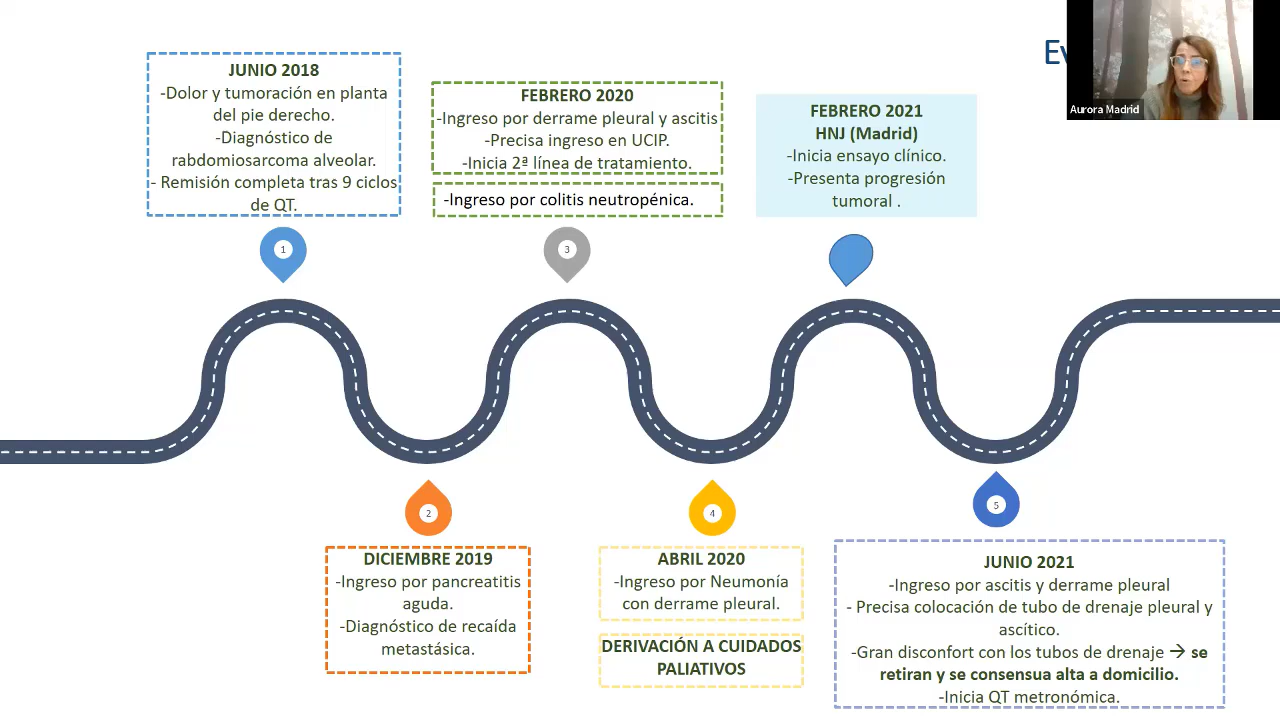 JUNIO 2018
-Dolor y tumoración en planta
del pie derecho.
-Diagnóstico de
rabdomiosarcoma alveolar.
- Remisión completa tras 9 ciclos
de QT.
FEBRERO 2020
-Ingreso por derrame pleural y ascitis
-Precisa ingreso en UCIP.
-Inicia 2ª línea de tratamiento.
-Ingreso por colitis neutropénica.
FEBRERO 2021
HNJ (Madrid)
-Inicia ensayo clínico.
-Presenta progresión
tumoral .
Aurora Madrid
1
3
2
4
5
DICIEMBRE 2019
-Ingreso por pancreatitis
aguda.
-Diagnóstico de recaída
metastásica.
ABRIL 2020
-Ingreso por Neumonía
con derrame pleural.
DERIVACIÓN A CUIDADOS
PALIATIVOS
JUNIO 2021
-Ingreso por ascitis y derrame pleural
- Precisa colocación de tubo de drenaje pleural y
ascítico.
-Gran disconfort con los tubos de drenaje → se
retiran y se consensua alta a domicilio.
-Inicia QT metronómica.